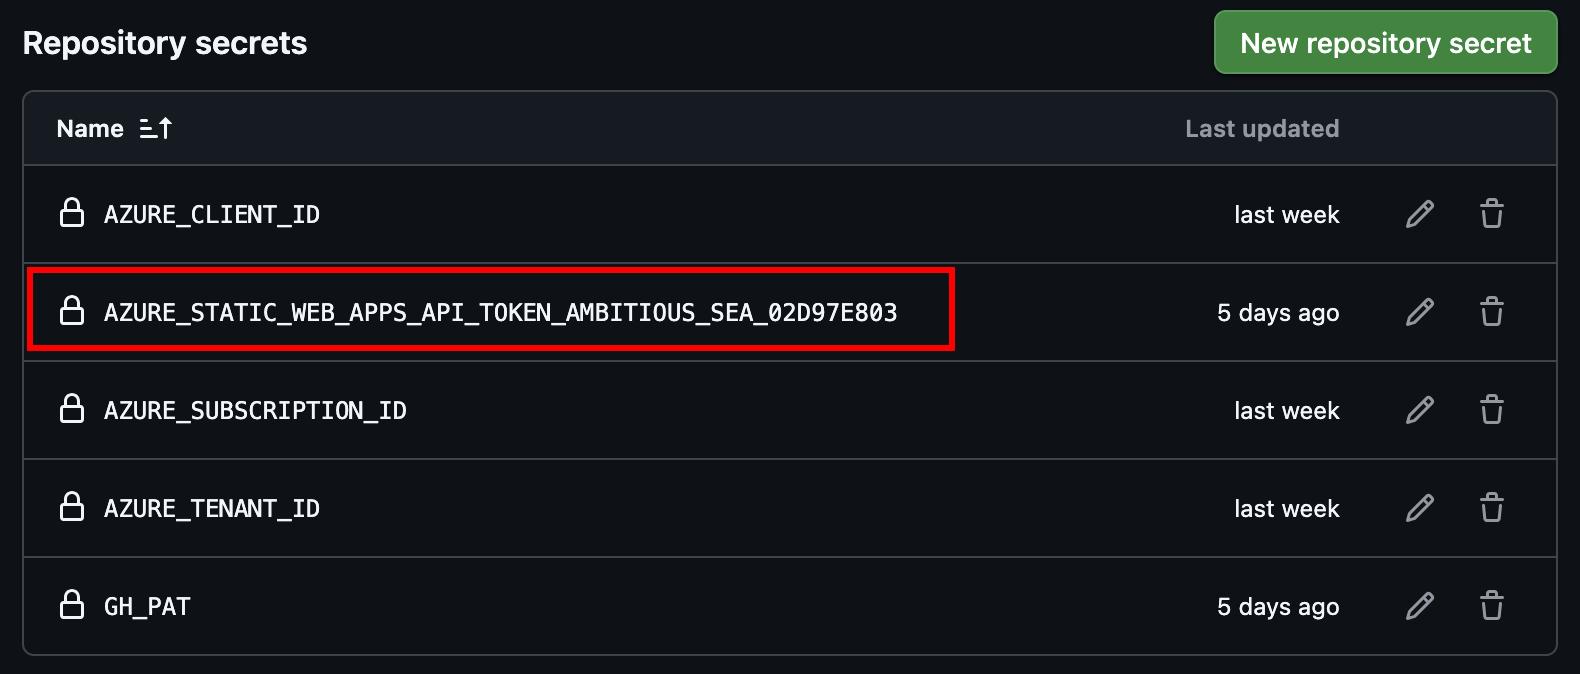 Repository secrets
New repository secret
Name
Last updated
AZURE_CLIENT_ID
last week
AZURE_STATIC_WEB_APPS_API_TOKEN_AMBITIOUS_SEA_02D97E803
5 days ago
AZURE_SUBSCRIPTION_ID
last week
AZURE_TENANT_ID
last week
GH_PAT
5 days ago